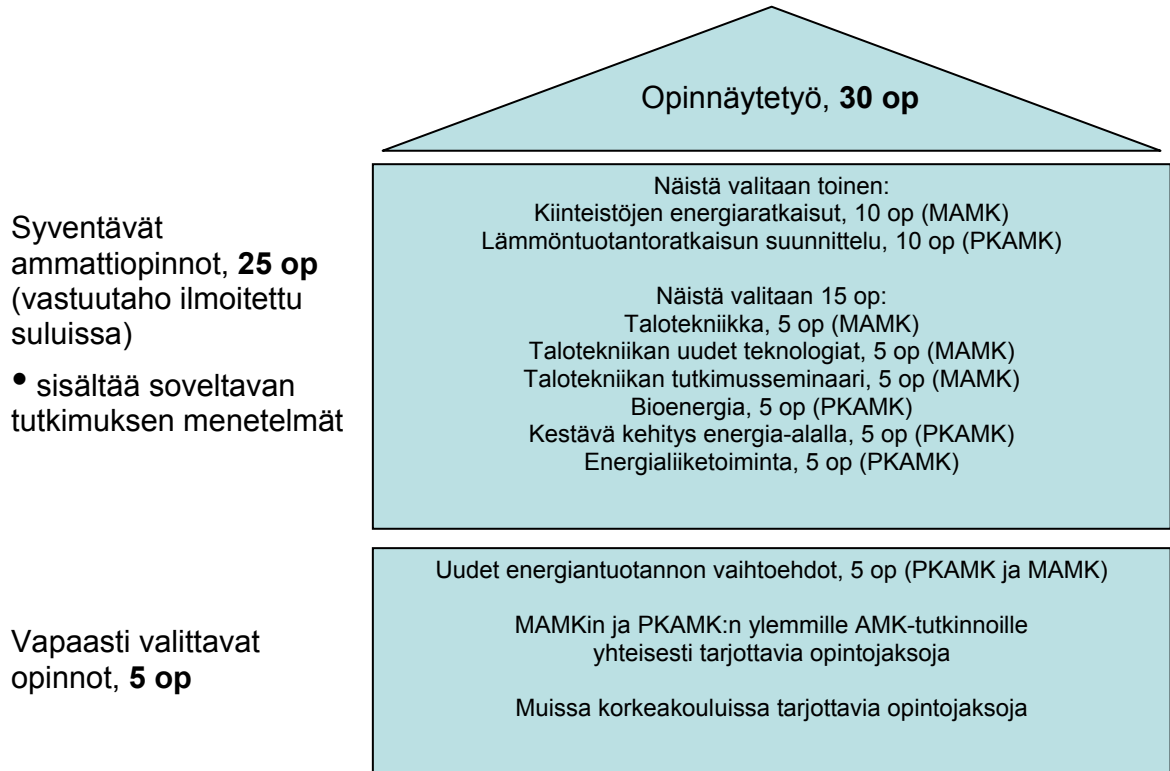 Opinnäytetyö, 30 op
Syventävät
ammattiopinnot, 25 op
(vastuutaho ilmoitettu
suluissa)
• sisältää soveltavan
tutkimuksen menetelmät
Näistä valitaan toinen:
Kiinteistöjen energiaratkaisut, 10 op (MAMK)
Lämmöntuotantoratkaisun suunnittelu, 10 op (PKAMK)
Näistä valitaan 15 op:
Talotekniikka, 5 op (MAMK)
Talotekniikan uudet teknologiat, 5 op (MAMK)
Talotekniikan tutkimusseminaari, 5 op (MAMK)
Bioenergia, 5 op (PKAMK)
Kestävä kehitys energia-alalla, 5 op (PKAMK)
Energialiiketoiminta, 5 op (PKAMK)
Vapaasti valittavat
opinnot, 5 op
Uudet energiantuotannon vaihtoehdot, 5 op (PKAMK ja MAMK)
MAMKin ja PKAMK:n ylemmille AMK-tutkinnoille
yhteisesti tarjottavia opintojaksoja
Muissa korkeakouluissa tarjottavia opintojaksoja